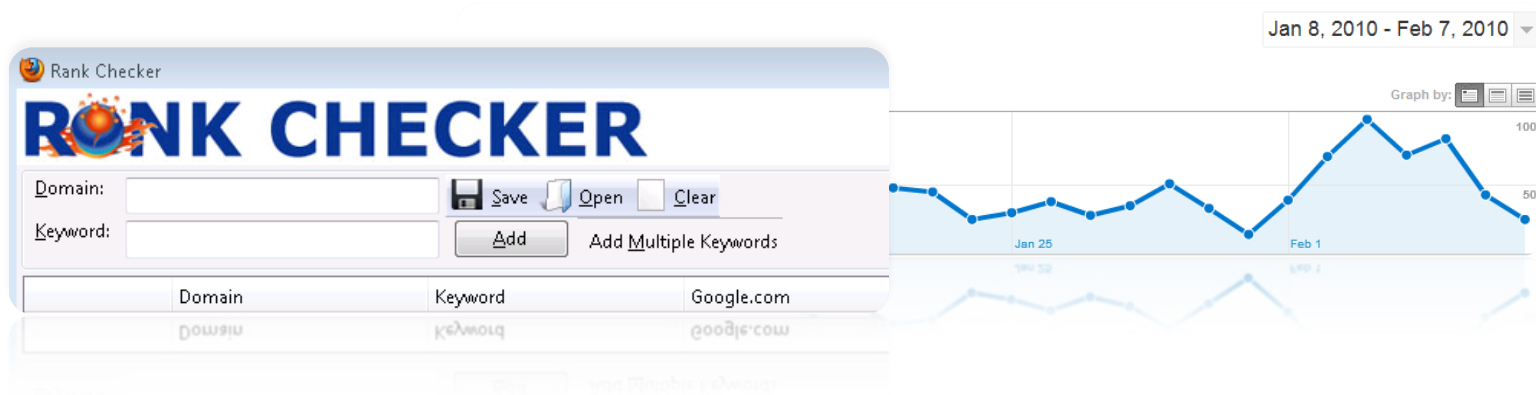 Jan 8, 2010 - Feb 7, 2010
Rank Checker
RANK CHECKER
Graph by:
100
Domain:
Save Open Clear
50
Keyword:
Add Add Multiple Keywords
Jan 25 Feb 1
Domain Keyword Google.com